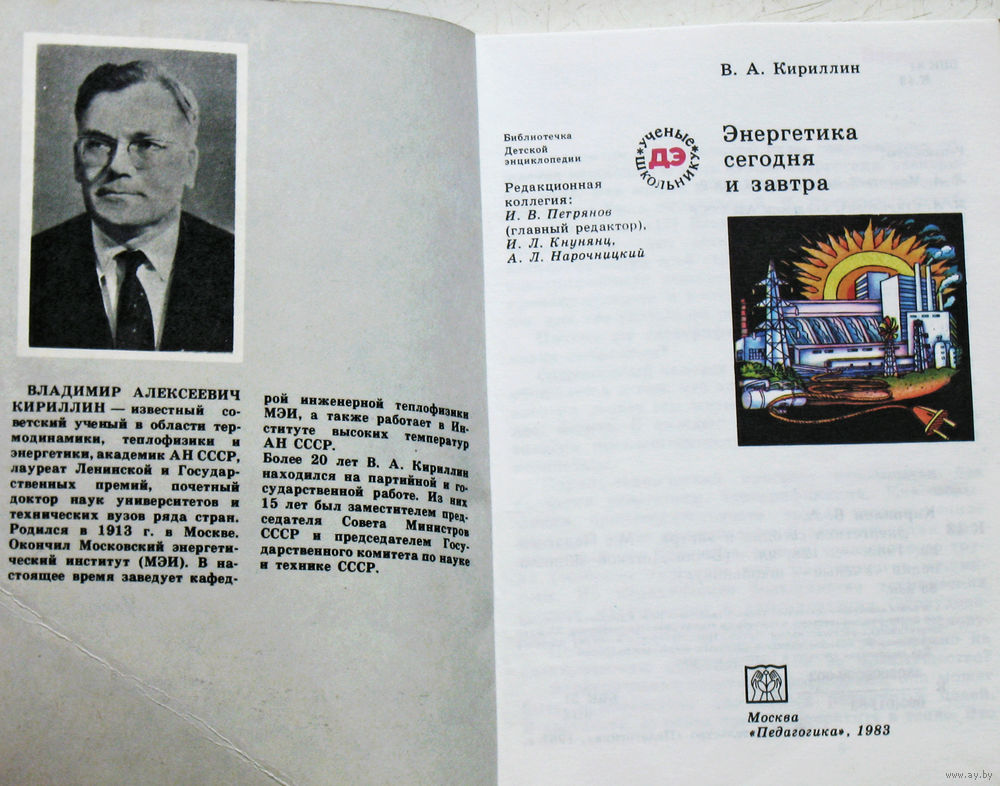 ВЛАДИМИР АЛЕКСЕЕВИЧ
КИРИЛЛИН — известный со-
ветский ученый в области тер-
модинамики, теплофизики и
энергетики, академик АН СССР,
лауреат Ленинской и Государ-
ственных премий, почетный
доктор наук университетов и
технических вузов ряда стран.
Родился в 1913 г. в Москве.
Окончил Московский энергети-
ческий институт (МЭИ). В на-
стоящее время заведует кафед-
рой инженерной теплофизики
МЭИ, а также работает в Ин-
ституте высоких температур
АН СССР.
Более 20 лет В. А. Кириллин
находился на партийной и го-
сударственной работе. Из них
15 лет был заместителем пред-
седателя Совета Министров
СССР и председателем Госу-
дарственного комитета по науке
и технике СССР.
В. А. Кириллин
Библиотечка
Детской
энциклопедии
ученые
школьнику
ДЭ
Редакционная
коллегия:
И. В. Петрянов
(главный редактор),
И. Л. Кнунянц,
А. Л. Нарочницкий
Энергетика
сегодня
и завтра
Москва
«Педагогика», 1983
www.ay.by